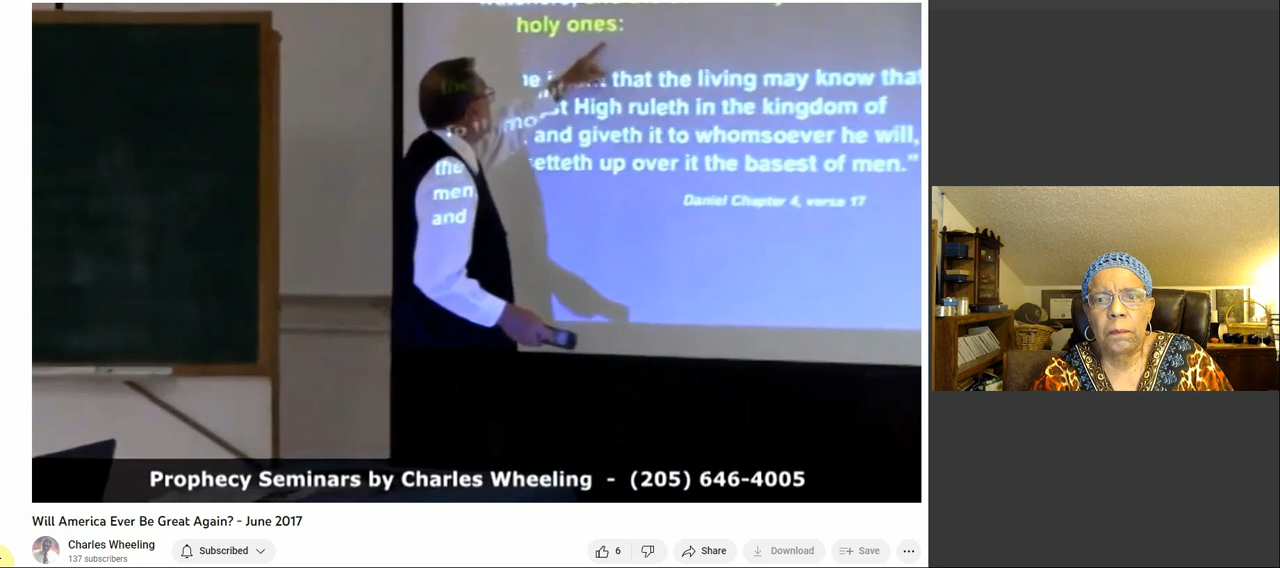 holy ones:
that the living may know that
High ruleth in the kingdom of
and giveth it to whomsoever he will,
up over it the basest of men."
Daniel Chapter 4, verse 17
the
men
and
Prophecy Seminars by Charles Wheeling - (205) 646-4005
Will America Ever Be Great Again? - June 2017
Charles Wheeling
137 subscribers
Subscribed
6
Share
Download
Save